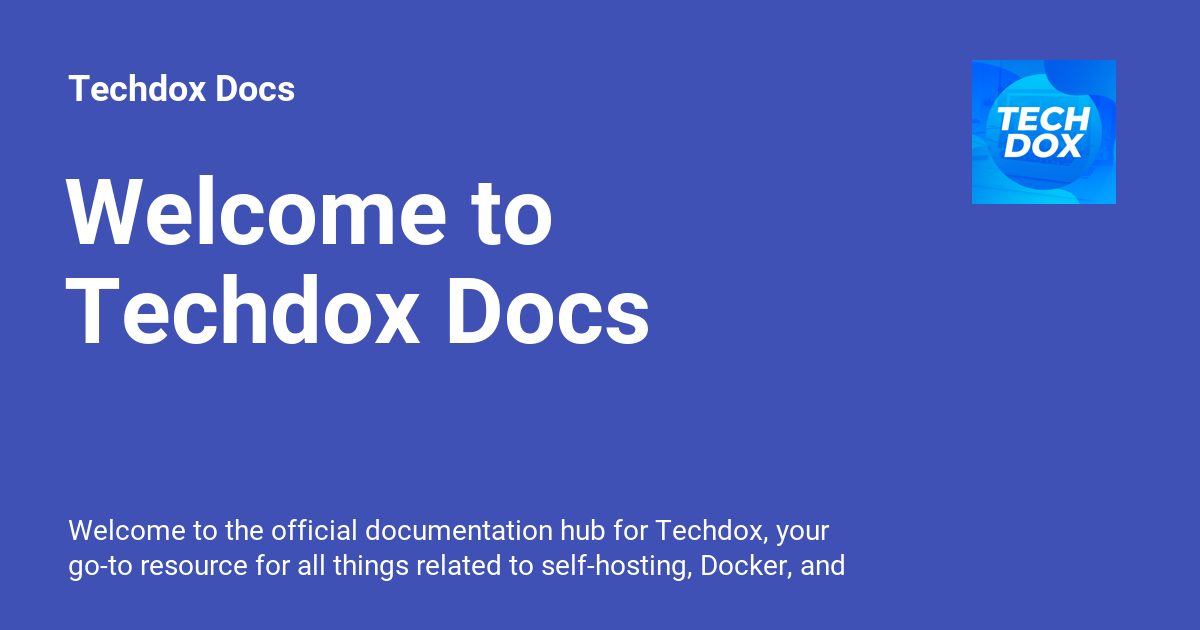 Techdox Docs
TECH
DOX
Welcome to
Techdox Docs
Welcome to the official documentation hub for Techdox, your
go-to resource for all things related to self-hosting, Docker, and